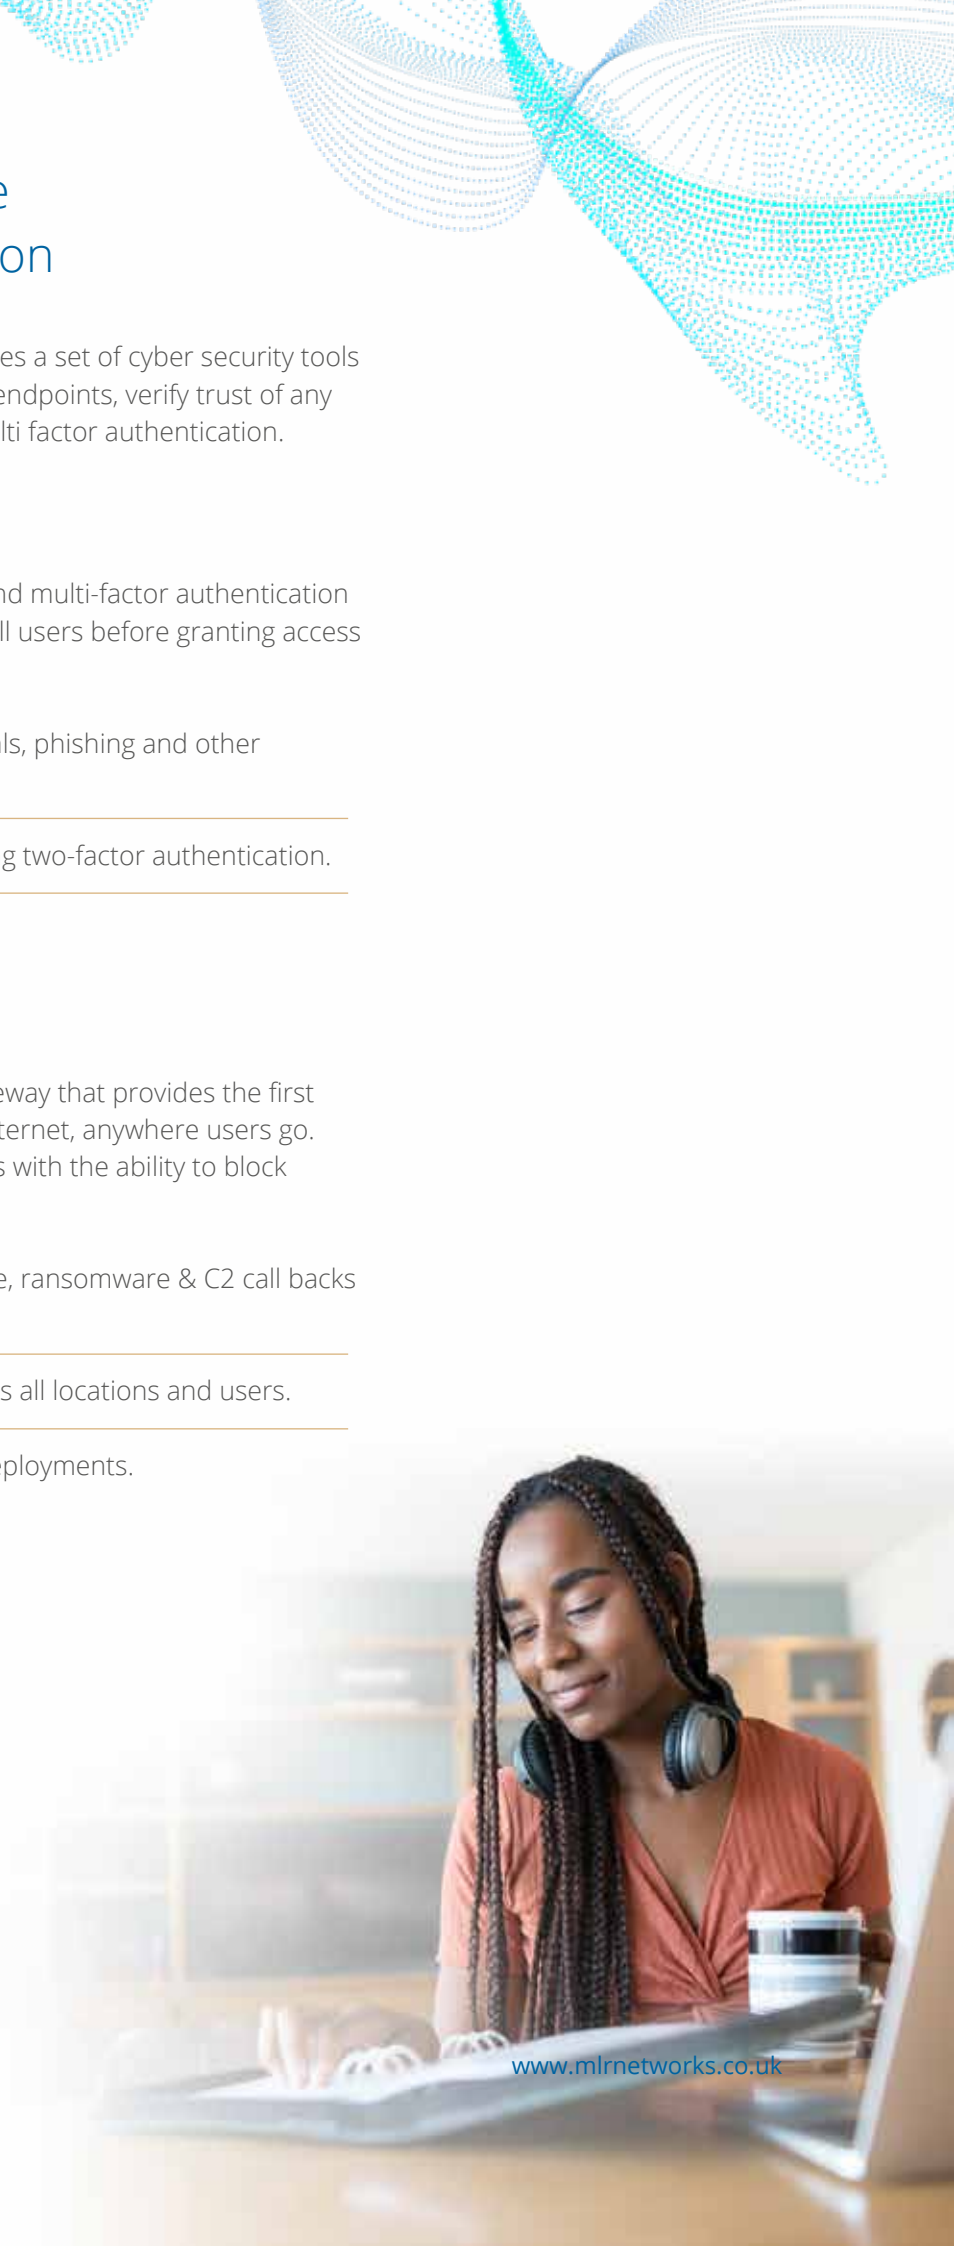 e
on
es a set of cyber security tools
endpoints, verify trust of any
lti factor authentication.
nd multi-factor authentication
ll users before granting access
ls, phishing and other
g two-factor authentication.
eway that provides the first
ternet, anywhere users go.
s with the ability to block
e, ransomware & C2 call backs
s all locations and users.
eployments.
www.mlrnetworks.co.uk